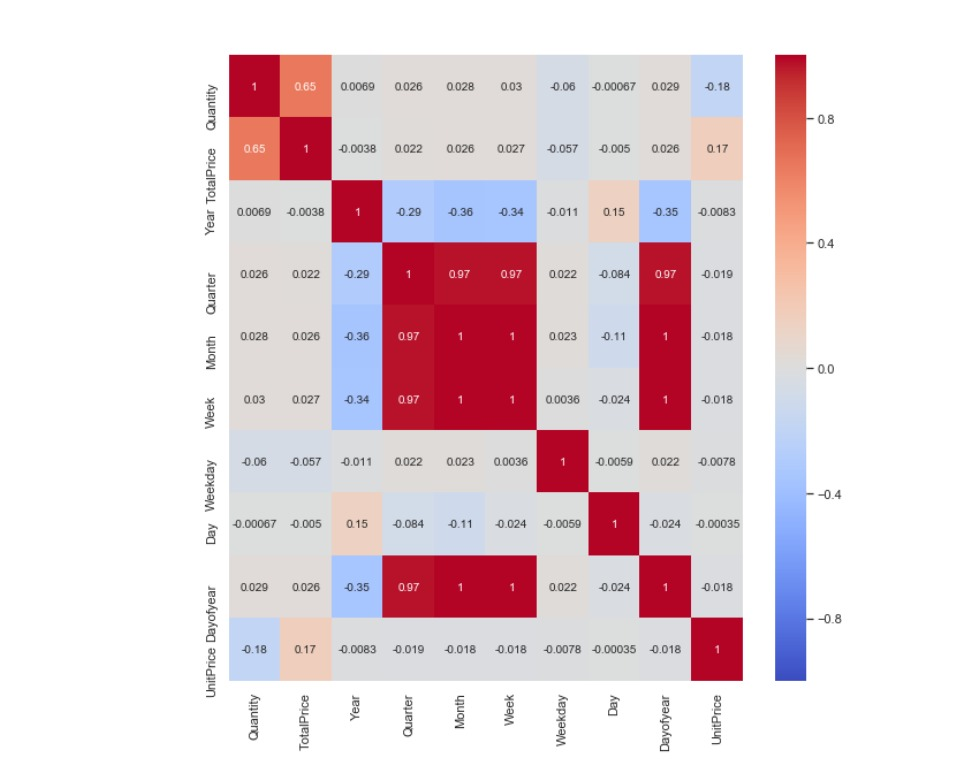 Quantity 1 0.65 0.0069 0.026 0.028 0.03 -0.06 -0.00067 0.029 -0.18
TotalPrice 0.65 1 -0.0038 0.022 0.026 0.027 -0.057 -0.005 0.026 0.17
Year 0.0069 -0.0038 1 -0.29 -0.36 -0.34 -0.011 0.15 -0.35 -0.0083
Quarter 0.026 0.022 -0.29 1 0.97 0.97 0.022 -0.084 0.97 -0.019
Month 0.028 0.026 -0.36 0.97 1 1 0.023 -0.11 1 -0.018
Week 0.03 0.027 -0.34 0.97 1 1 0.0036 -0.024 1 -0.018
Weekday -0.06 -0.057 -0.011 0.022 0.023 0.0036 1 -0.0059 0.022 -0.0078
Day -0.00067 -0.005 0.15 -0.084 -0.11 -0.024 -0.0059 1 -0.024 -0.00035
Dayofyear 0.029 0.026 -0.35 0.97 1 1 0.022 -0.024 1 -0.018
UnitPrice -0.18 0.17 -0.0083 -0.019 -0.018 -0.018 -0.0078 -0.00035 -0.018 1
Quantity TotalPrice Year Quarter Month Week Weekday Day Dayofyear UnitPrice
0.8
0.4
0.0
-0.4
-0.8